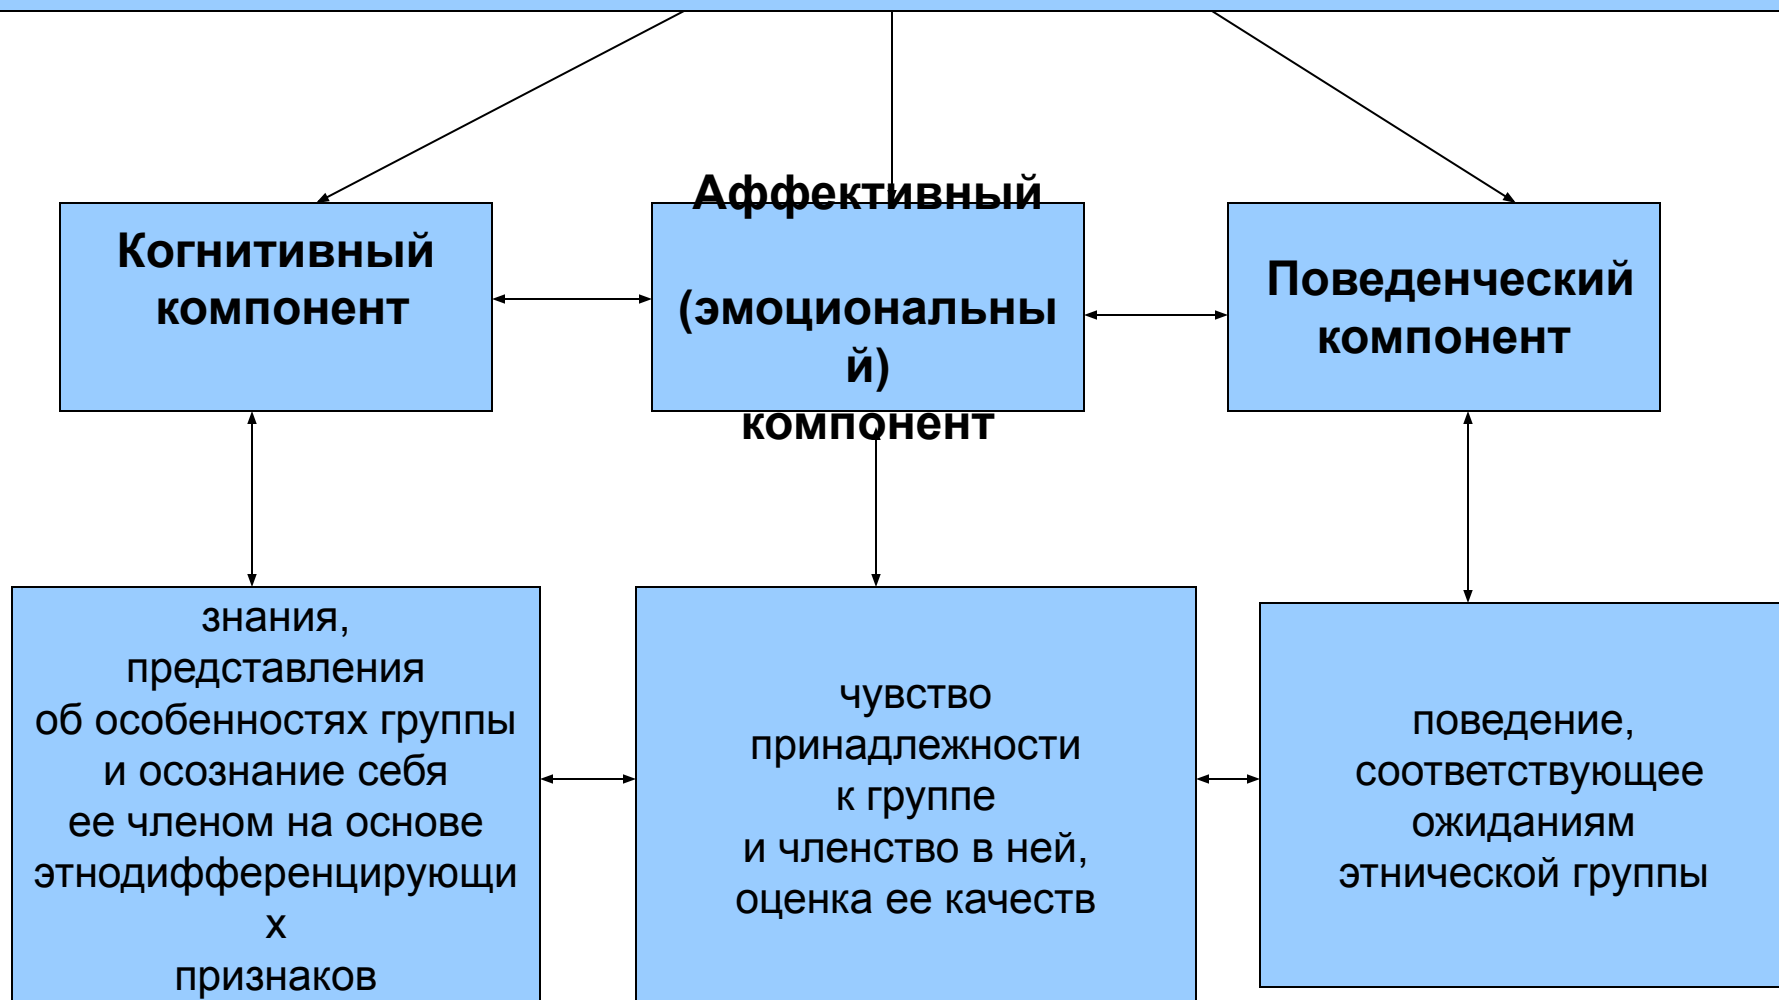 Когнитивный
компонент
Аффективный
(эмоциональны
й)
компонент
Поведенческий
компонент
знания,
представления
об особенностях группы
и осознание себя
ее членом на основе
этнодифференцирующи
х
признаков
чувство
принадлежности
к группе
и членство в ней,
оценка ее качеств
поведение,
соответствующее
ожиданиям
этнической группы